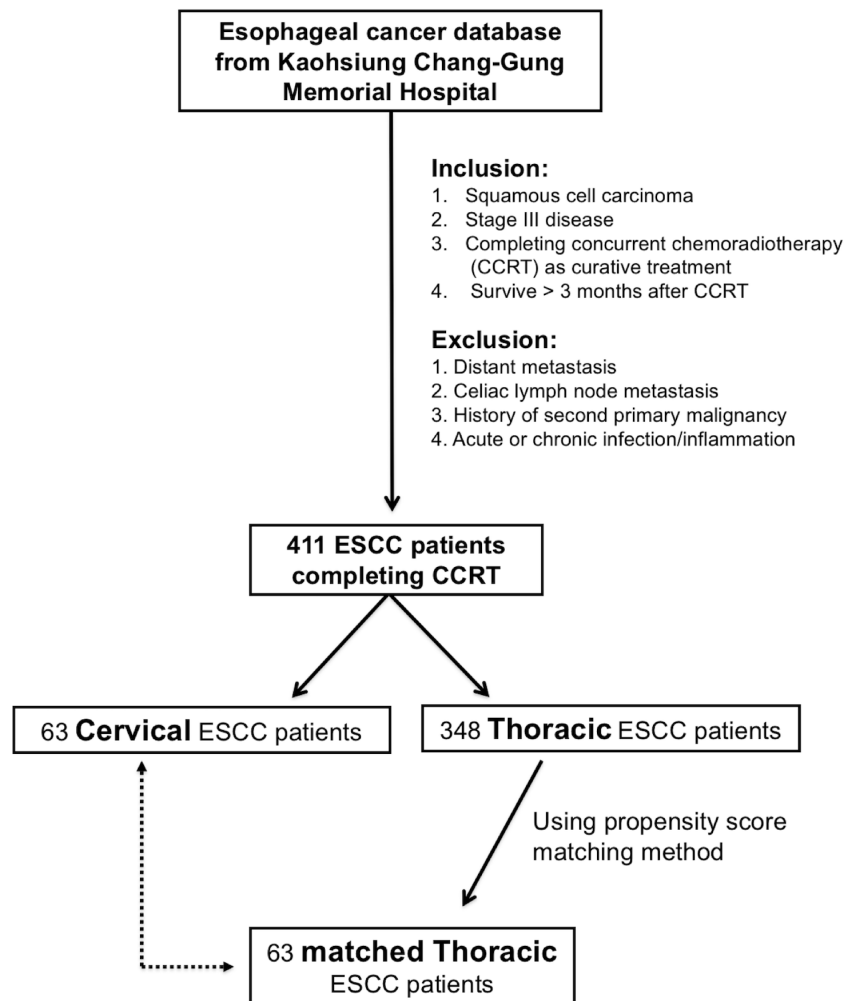 Esophageal cancer database
from Kaohsiung Chang-Gung
Memorial Hospital
Inclusion:
1. Squamous cell carcinoma
2. Stage III disease
3. Completing concurrent chemoradiotherapy
(CCRT) as curative treatment
4. Survive > 3 months after CCRT
Exclusion:
1. Distant metastasis
2. Celiac lymph node metastasis
3. History of second primary malignancy
4. Acute or chronic infection/inflammation
411 ESCC patients
completing CCRT
63 Cervical ESCC patients
348 Thoracic ESCC patients
Using propensity score
matching method
63 matched Thoracic
ESCC patients